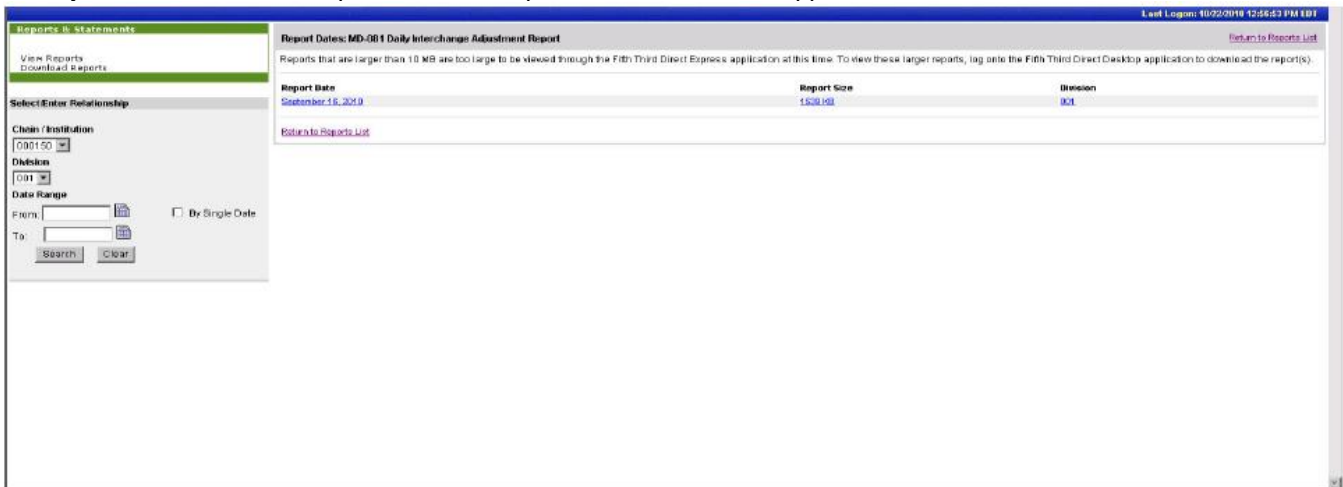 Last Logon: 10/22/2010 12:56:53 PM EDT
Reports & Statements
View Reports
Download Reports
Select/Enter Relationship
Chain / Institution
000150
Division
001
Date Range
From:
By Single Date
To:
Search Clear
Report Dates: MD-081 Daily Interchange Adjustment Report Return to Reports List
Reports that are larger than 10 MB are too large to be viewed through the Fifth Third Direct Express application at this time. To view these larger reports, log onto the Fifth Third Direct Desktop application to download the report(s).
Report Date Report Size Division
September 16, 2010 KB 001
Return to Reports List